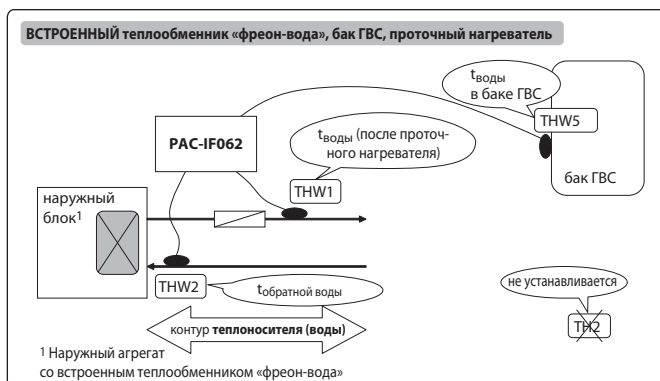 ВСТРОЕННЫЙ теплообменник «фреон-вода», бак ГВС, проточный нагреватель
tводы
в баке ГВС
THW5
бак ГВС
PAC-IF062
tводы (после проточ-
ного нагревателя)
THW1
наружный
блок1
THW2
tобратной воды
не устанавливается
TH2
контур теплоносителя (воды)
1 Наружный агрегат
со встроенным теплообменником «фреон-вода»